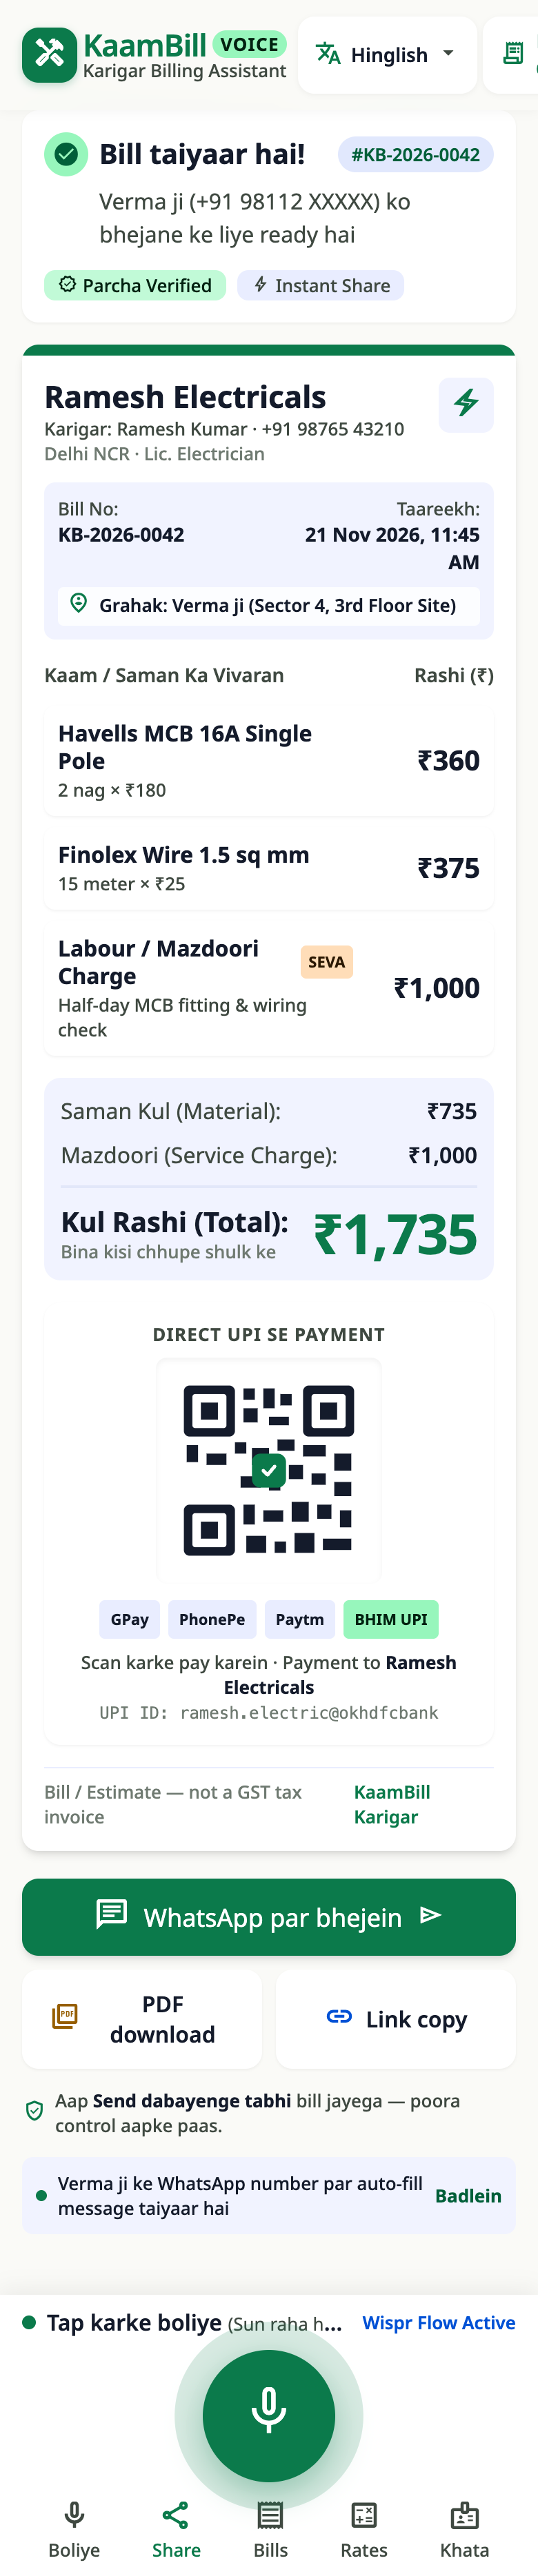 KaamBill VOICE
Karigar Billing Assistant
Hinglish
Bill taiyaar hai!
#KB-2026-0042
Verma ji (+91 98112 XXXXX) ko
bhejane ke liye ready hai
Parcha Verified
Instant Share
Ramesh Electricals
Karigar: Ramesh Kumar · +91 98765 43210
Delhi NCR · Lic. Electrician
Bill No:
KB-2026-0042
Taareekh:
21 Nov 2026, 11:45
AM
Grahak: Verma ji (Sector 4, 3rd Floor Site)
Kaam / Saman Ka Vivaran
Rashi (₹)
Havells MCB 16A Single
Pole
2 nag × ₹180
₹360
Finolex Wire 1.5 sq mm
15 meter × ₹25
₹375
Labour / Mazdoori
Charge
SEVA
Half-day MCB fitting & wiring
check
₹1,000
Saman Kul (Material):
₹735
Mazdoori (Service Charge):
₹1,000
Kul Rashi (Total):
Bina kisi chhupe shulk ke
₹1,735
DIRECT UPI SE PAYMENT
GPay
PhonePe
Paytm
BHIM UPI
Scan karke pay karein · Payment to Ramesh
Electricals
UPI ID: ramesh.electric@okhdfcbank
Bill / Estimate — not a GST tax
invoice
KaamBill
Karigar
WhatsApp par bhejein
PDF
download
Link copy
Aap Send dabayenge tabhi bill jayega — poora
control aapke paas.
Verma ji ke WhatsApp number par auto-fill
message taiyaar hai
Badlein
Tap karke boliye (Sun raha h...
Wispr Flow Active
Boliye
Share
Bills
Rates
Khata